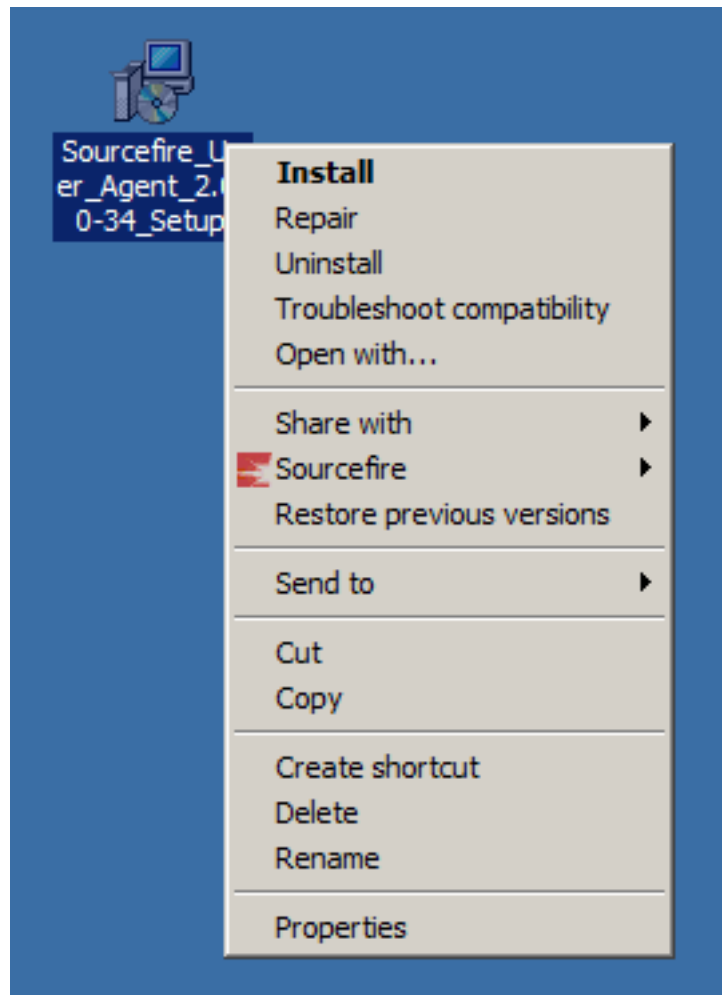 Sourcefire_U
er_Agent_2.
0-34_Setup
Install
Repair
Uninstall
Troubleshoot compatibility
Open with...
Share with
Sourcefire
Restore previous versions
Send to
Cut
Copy
Create shortcut
Delete
Rename
Properties